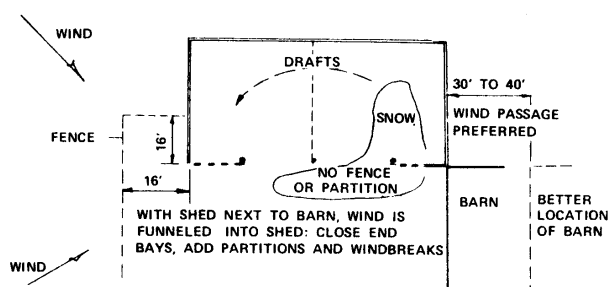 WIND
DRAFTS
30' TO 40'
SNOW
WIND PASSAGE
PREFERRED
FENCE
16'
16'
NO FENCE
OR PARTITION
WITH SHED NEXT TO BARN, WIND IS
FUNNELED INTO SHED: CLOSE END
BAYS, ADD PARTITIONS AND WINDBREAKS
BARN
BETTER
LOCATION
OF BARN
WIND